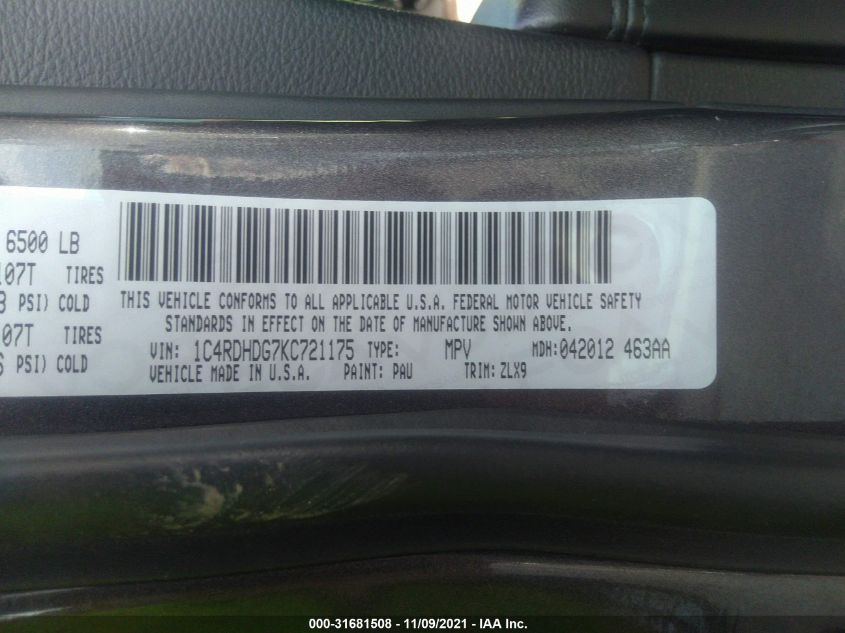 6500 LB
TIRES
PSI) COLD
TIRES
PSI) COLD
THIS VEHICLE CONFORMS TO ALL APPLICABLE U.S.A. FEDERAL MOTOR VEHICLE SAFETY
STANDARDS IN EFFECT ON THE DATE OF MANUFACTURE SHOWN ABOVE.
VIN: 1C4RDHDG7KC721175 TYPE: MPV MDH:042012 463AA
VEHICLE MADE IN U.S.A. PAINT: PAU TRIM: ZLX9
000-31681508 - 11/09/2021 - IAA Inc.